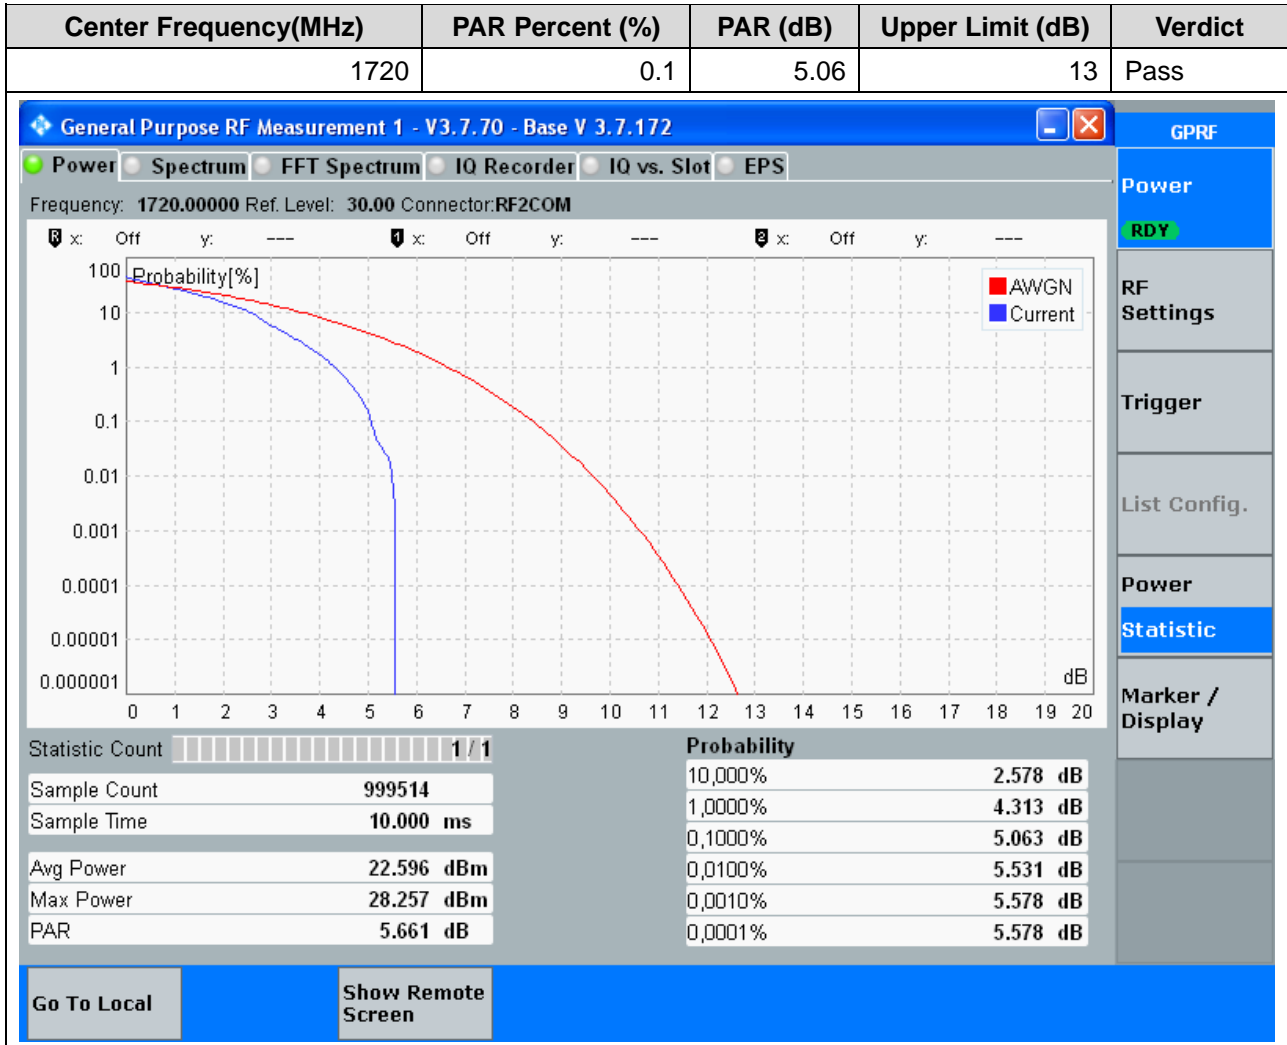 Center Frequency(MHz) PAR Percent (%) PAR (dB) Upper Limit (dB) Verdict
1720 0.1 5.06 13 Pass
General Purpose RF Measurement 1 - V3.7.70 - Base V 3.7.172
GPRF
Power Spectrum FFT Spectrum IQ Recorder IQ vs. Slot EPS
Frequency: 1720.00000 Ref. Level: 30.00 Connector:RF2COM
R x: Off y: --- 1 x: Off y: --- 2 x: Off y: ---
Probability[%]
AWGN
Current
100
10
1
0.1
0.01
0.001
0.0001
0.00001
0.000001
dB
0 1 2 3 4 5 6 7 8 9 10 11 12 13 14 15 16 17 18 19 20
Statistic Count 1 / 1
Sample Count 999514
Sample Time 10.000 ms
Avg Power 22.596 dBm
Max Power 28.257 dBm
PAR 5.661 dB
Probability
10,000% 2.578 dB
1,0000% 4.313 dB
0,1000% 5.063 dB
0,0100% 5.531 dB
0,0010% 5.578 dB
0,0001% 5.578 dB
Power
RDY
RF
Settings
Trigger
List Config.
Power
Statistic
Marker /
Display
Go To Local
Show Remote
Screen